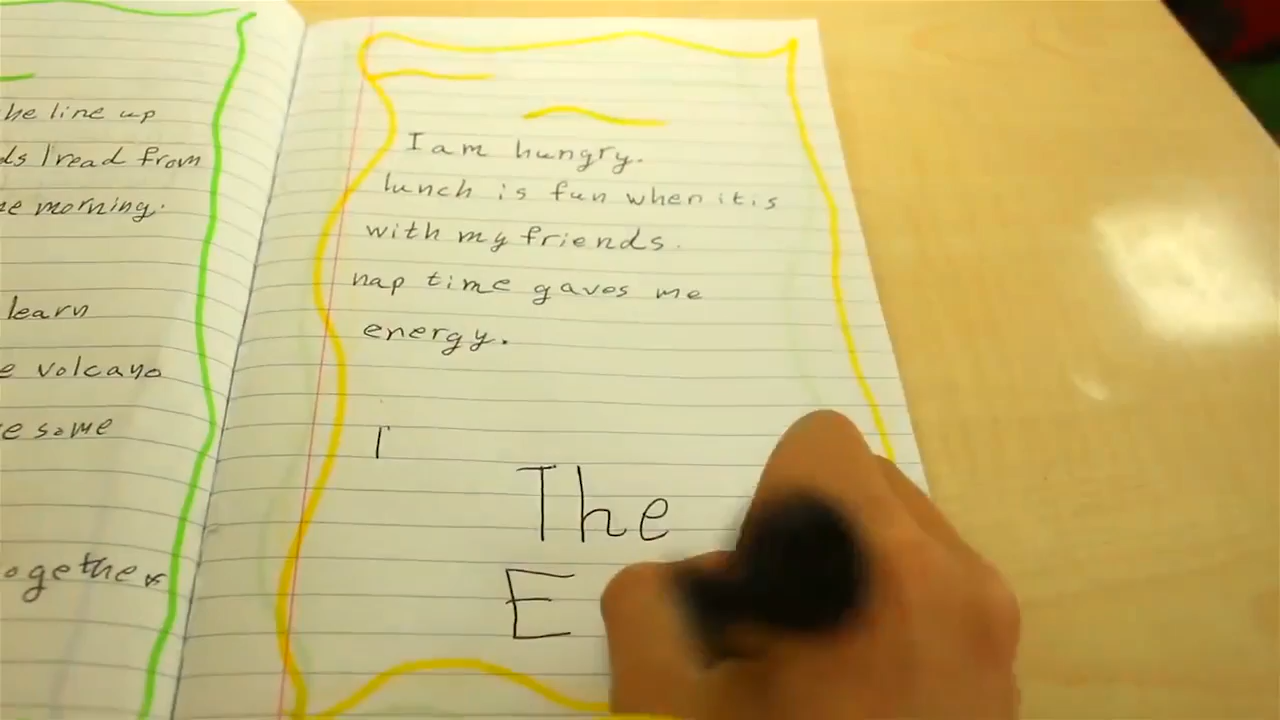 he line up
ds I read from
e morning.
learn
e volcano
e some
ogether
I am hungry.
lunch is fun when it is
with my friends.
nap time gaves me
energy.
I
The
E